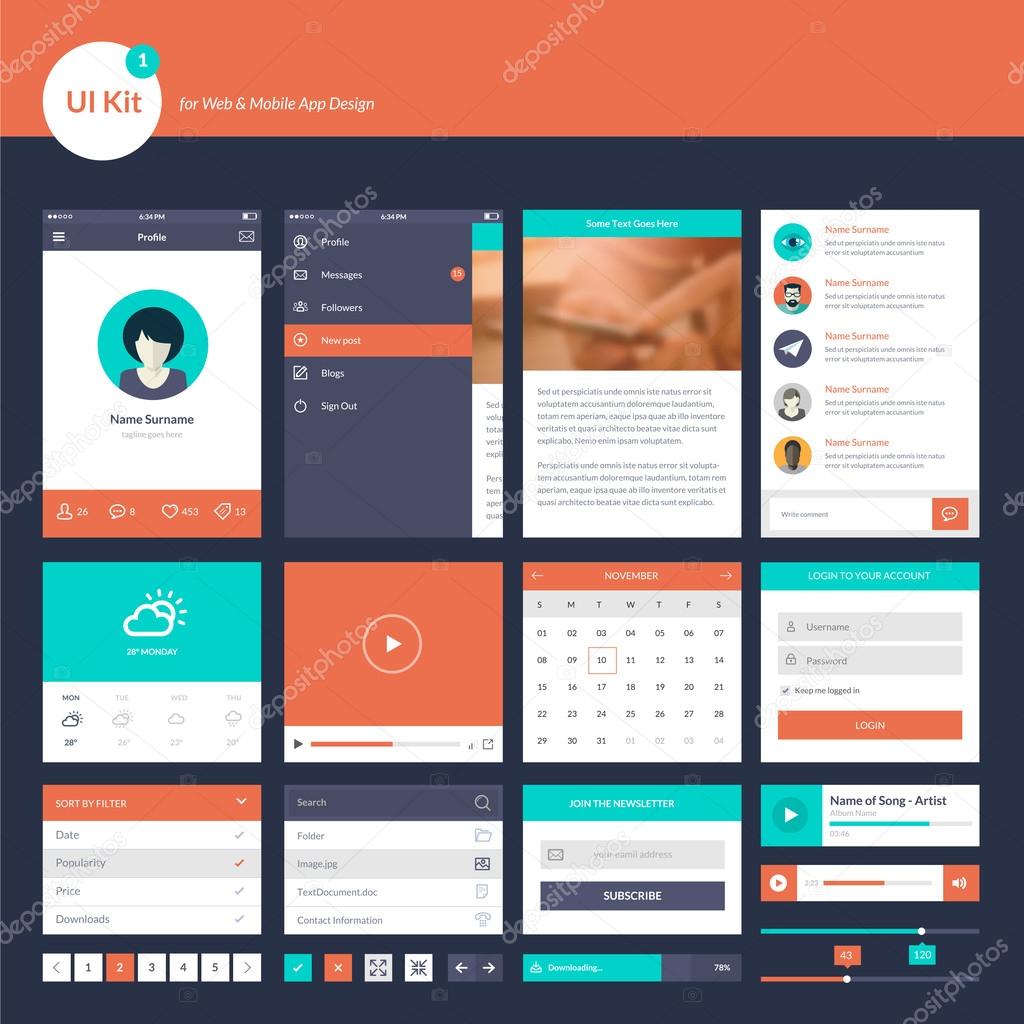 1
UI Kit
for Web & Mobile App Design
6:34 PM
Profile
Name Surname
tagline goes here
26 8 453 13
6:34 PM
Profile
Messages 15
Followers
New post
Blogs
Sign Out
Sed u
volup
totan
verit
expli
Pers
tem
aper
quas
Some Text Goes Here
Sed ut perspiciatis unde omnis iste natus error sit
voluptatem accusantium doloremque laudantium,
totam rem aperiam, eaque ipsa quae ab illo inventore
veritatis et quasi architecto beatae vitae dicta sunt
explicabo. Nemo enim ipsam voluptatem.
Perspiciatis unde omnis iste natus error sit volupta-
tem accusantium doloremque laudantium, totam rem
aperiam, eaque ipsa quae ab illo inventore veritatis et
quasi architecto beatae vitae dicta sunt explicabo.
Name Surname
Sed ut perspiciatis unde omnis iste natus
error sit voluptatem accusantium
Name Surname
Sed ut perspiciatis unde omnis iste natus
error sit voluptatem accusantium
Name Surname
Sed ut perspiciatis unde omnis iste natus
error sit voluptatem accusantium
Name Surname
Sed ut perspiciatis unde omnis iste natus
error sit voluptatem accusantium
Name Surname
Sed ut perspiciatis unde omnis iste natus
error sit voluptatem accusantium
Write comment
28° MONDAY
MON TUE WED THU
28° 26° 23° 20°
NOVEMBER
S M T W T F S
01 02 03 04 05 06 07
08 09 10 11 12 13 14
15 16 17 18 19 20 21
22 23 24 25 26 27 28
29 30 31 01 02 03 04
LOGIN TO YOUR ACCOUNT
Username
Password
Keep me logged in
LOGIN
SORT BY FILTER
Date
Popularity
Price
Downloads
1 2 3 4 5
Search
Folder
Image.jpg
TextDocument.doc
Contact Information
JOIN THE NEWSLETTER
your eamil address
SUBSCRIBE
Downloading... 78%
Name of Song - Artist
Album Name
03:46
2:23
43 120
depositphotos